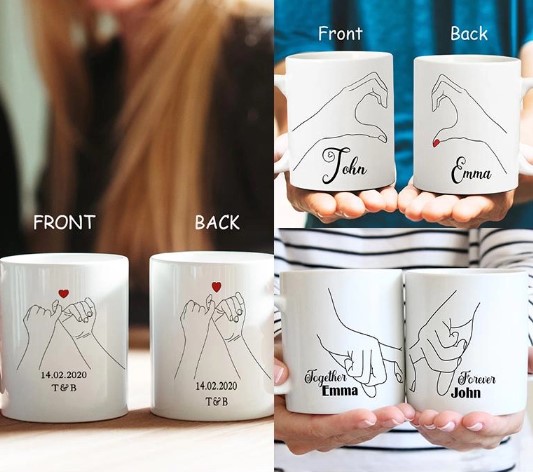 FRONT
BACK
14.02.2020
T & B
14.02.2020
T & B
Front
Back
John
Emma
Together
Emma
Forever
John